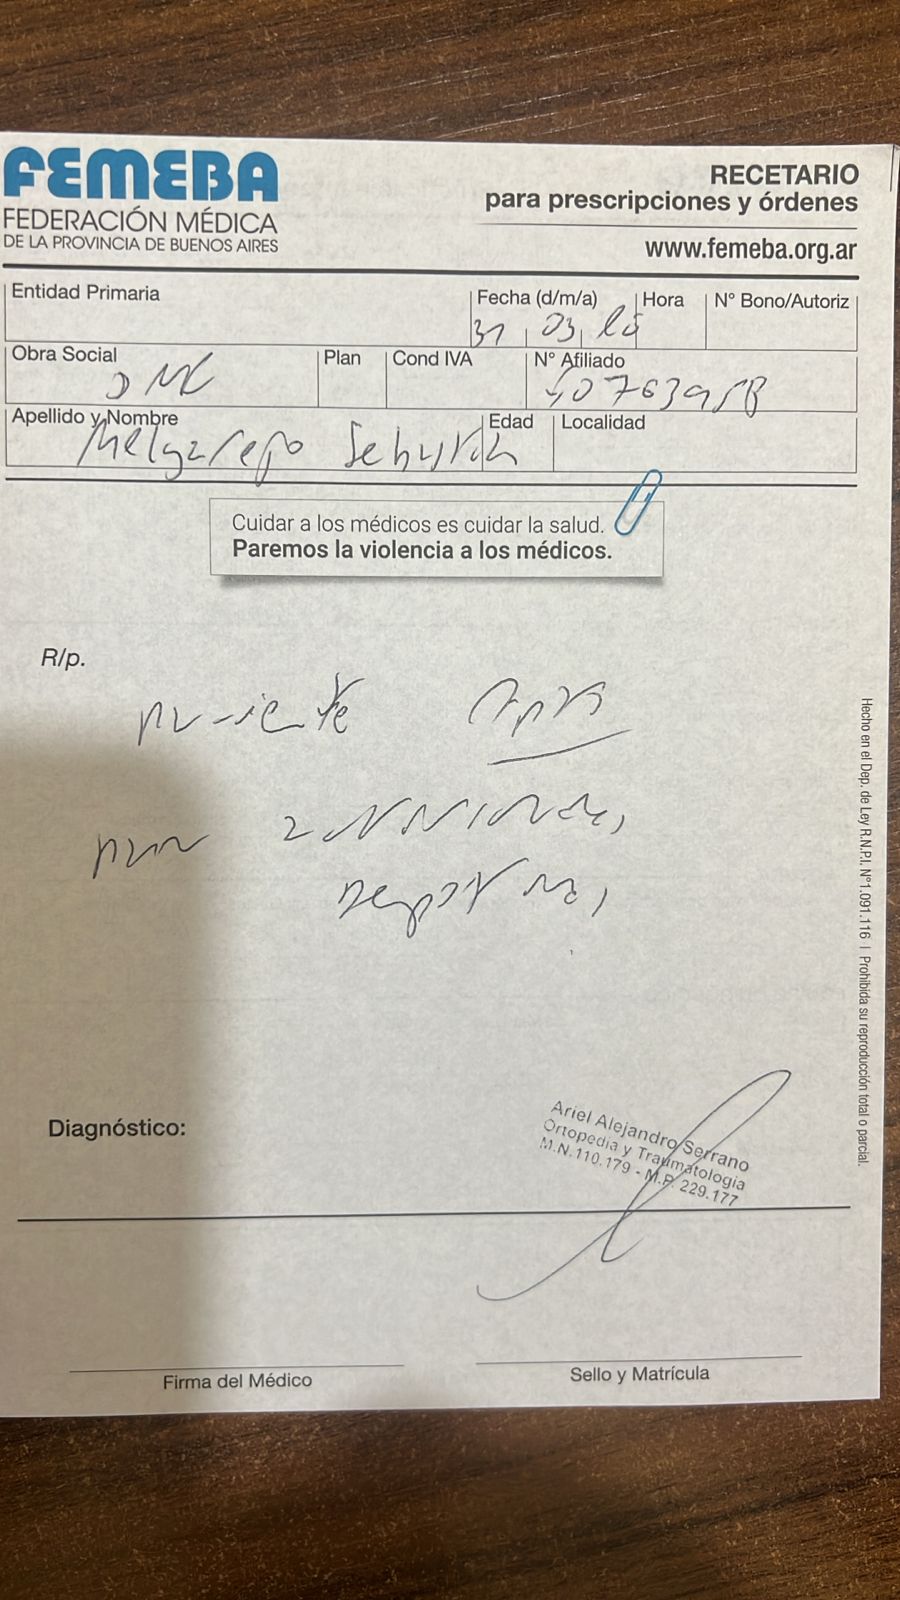 FEMEBA
FEDERACIÓN MÉDICA
DE LA PROVINCIA DE BUENOS AIRES
RECETARIO
para prescripciones y órdenes
www.femeba.org.ar
Entidad Primaria
Fecha (d/m/a) Hora N° Bono/Autoriz
31 03
Obra Social Plan Cond IVA N° Afiliado
Apellido y Nombre Edad Localidad
Melgarejo
Cuidar a los médicos es cuidar la salud.
Paremos la violencia a los médicos.
R/p.
paciente apto
para
Diagnóstico:
Ariel Alejandro Serrano
Ortopedia y Traumatologia
M.N.110.179 - M.P. 229.177
Firma del Médico
Sello y Matrícula
Hecho en el Dep. de Ley R.N.P.I. N°1.091.116 | Prohibida su reproducción total o parcial.